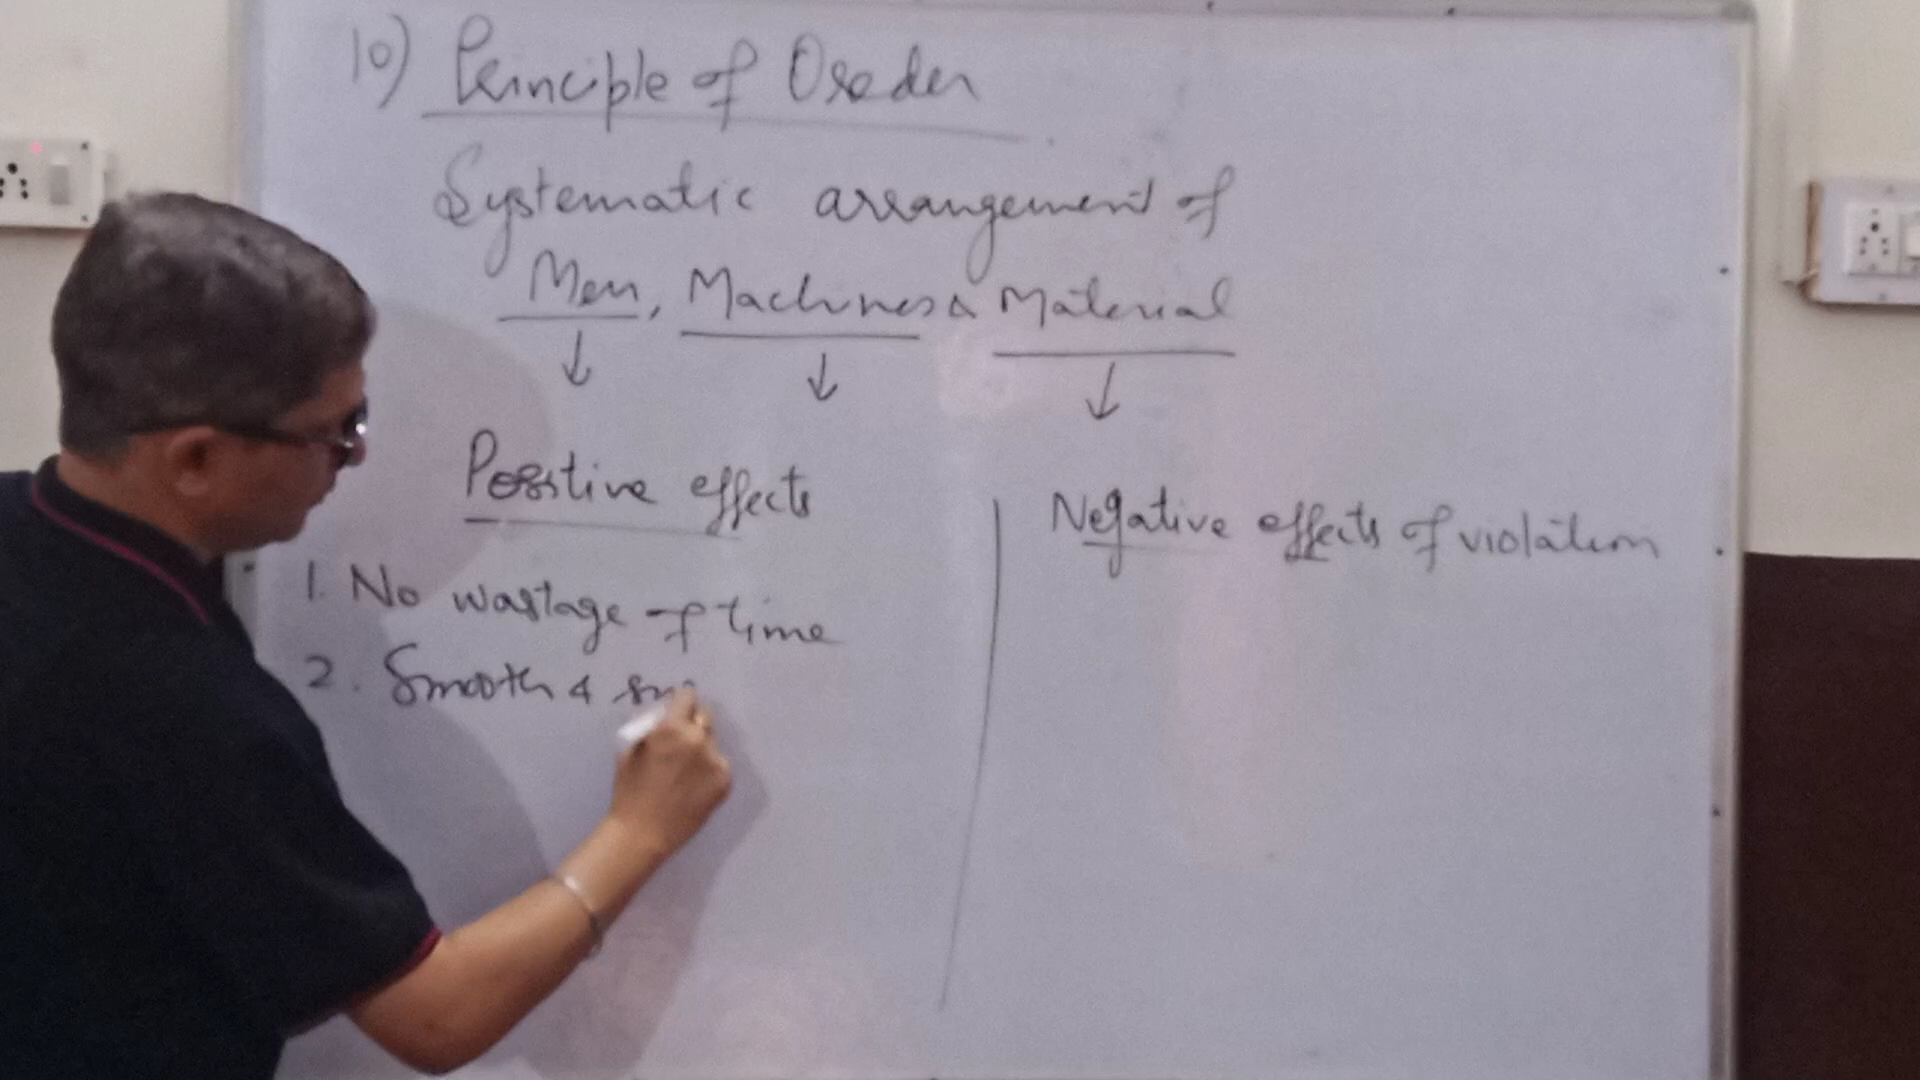 10) Principle of Order
Systematic arrangement of
Men, Machines & Material
Positive effects
1. No wastage of time
2. Smooth &
Negative effects of violation